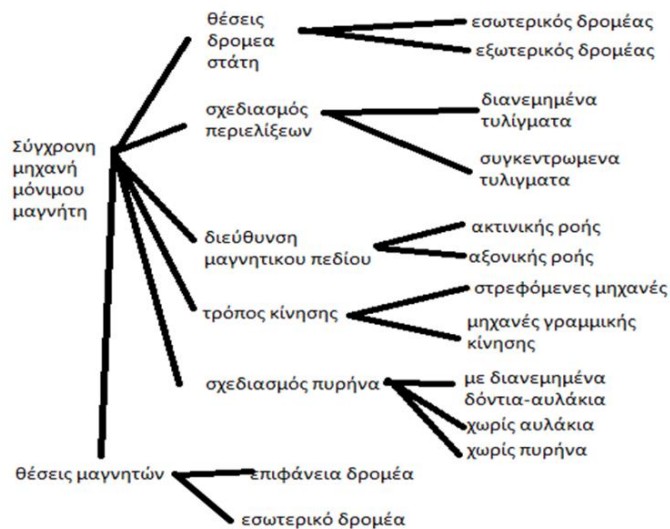 Σύγχρονη
μηχανή
μόνιμου
μαγνήτη
θέσεις
δρομεα
στάτη
εσωτερικός δρομέας
εξωτερικός δρομέας
σχεδιασμός
περιελίξεων
διανεμημένα
τυλίγματα
συγκεντρωμενα
τυλιγματα
διεύθυνση
μαγνητικου πεδίου
ακτινικής ροής
αξονικής ροής
τρόπος κίνησης
στρεφόμενες μηχανές
μηχανές γραμμικής
κίνησης
σχεδιασμός πυρήνα
με διανεμημένα
δόντια-αυλάκια
χωρίς αυλάκια
χωρίς πυρήνα
θέσεις μαγνητών
επιφάνεια δρομέα
εσωτερικό δρομέα